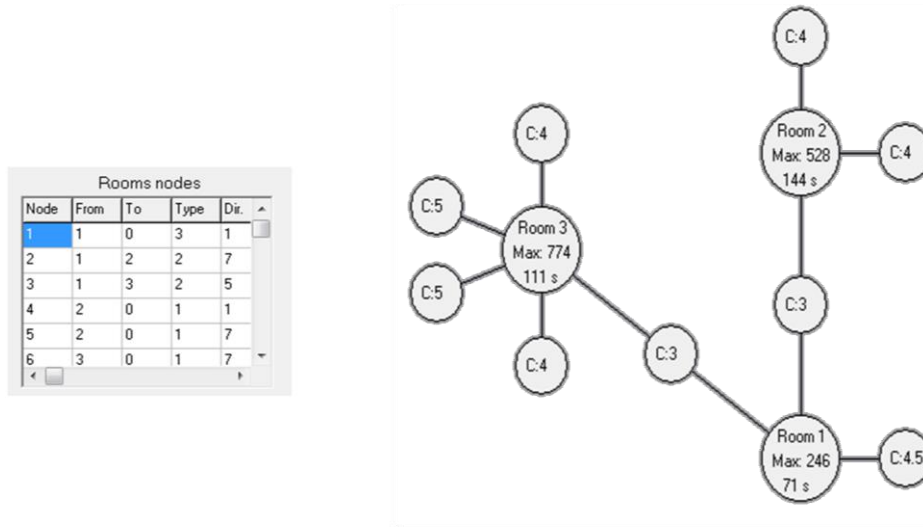 Rooms nodes
Node From To Type Dir.
1 1 0 3 1
2 1 2 2 7
3 1 3 2 5
4 2 0 1 1
5 2 0 1 7
6 3 0 1 7
C:4
Room 2
Max: 528
144 s
C:4
C:4
C:5
Room 3
Max: 774
111 s
C:5
C:4
C:3
C:3
Room 1
Max: 246
71 s
C:4.5